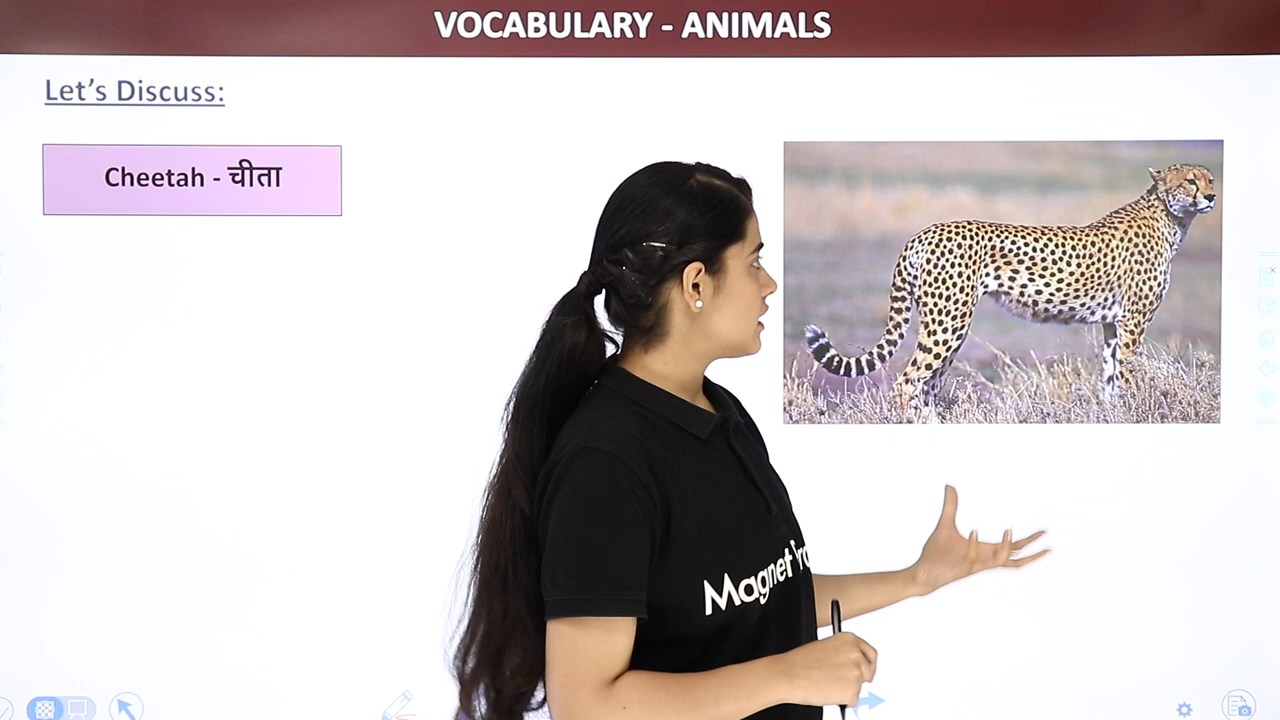 VOCABULARY - ANIMALS
Let's Discuss:
Cheetah - चीता
Magnet